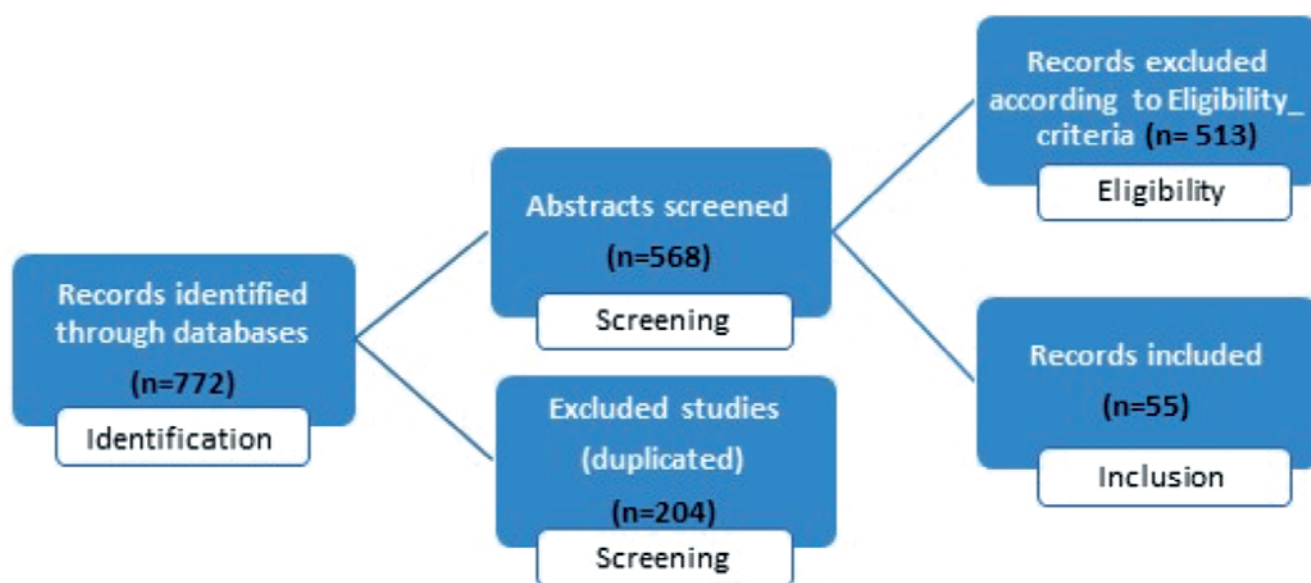 Records identified
through databases
(n=772)
Identification
Abstracts screened
(n=568)
Screening
Excluded studies
(duplicated)
(n=204)
Screening
Records excluded
according to Eligibility_
criteria (n= 513)
Eligibility
Records included
(n=55)
Inclusion